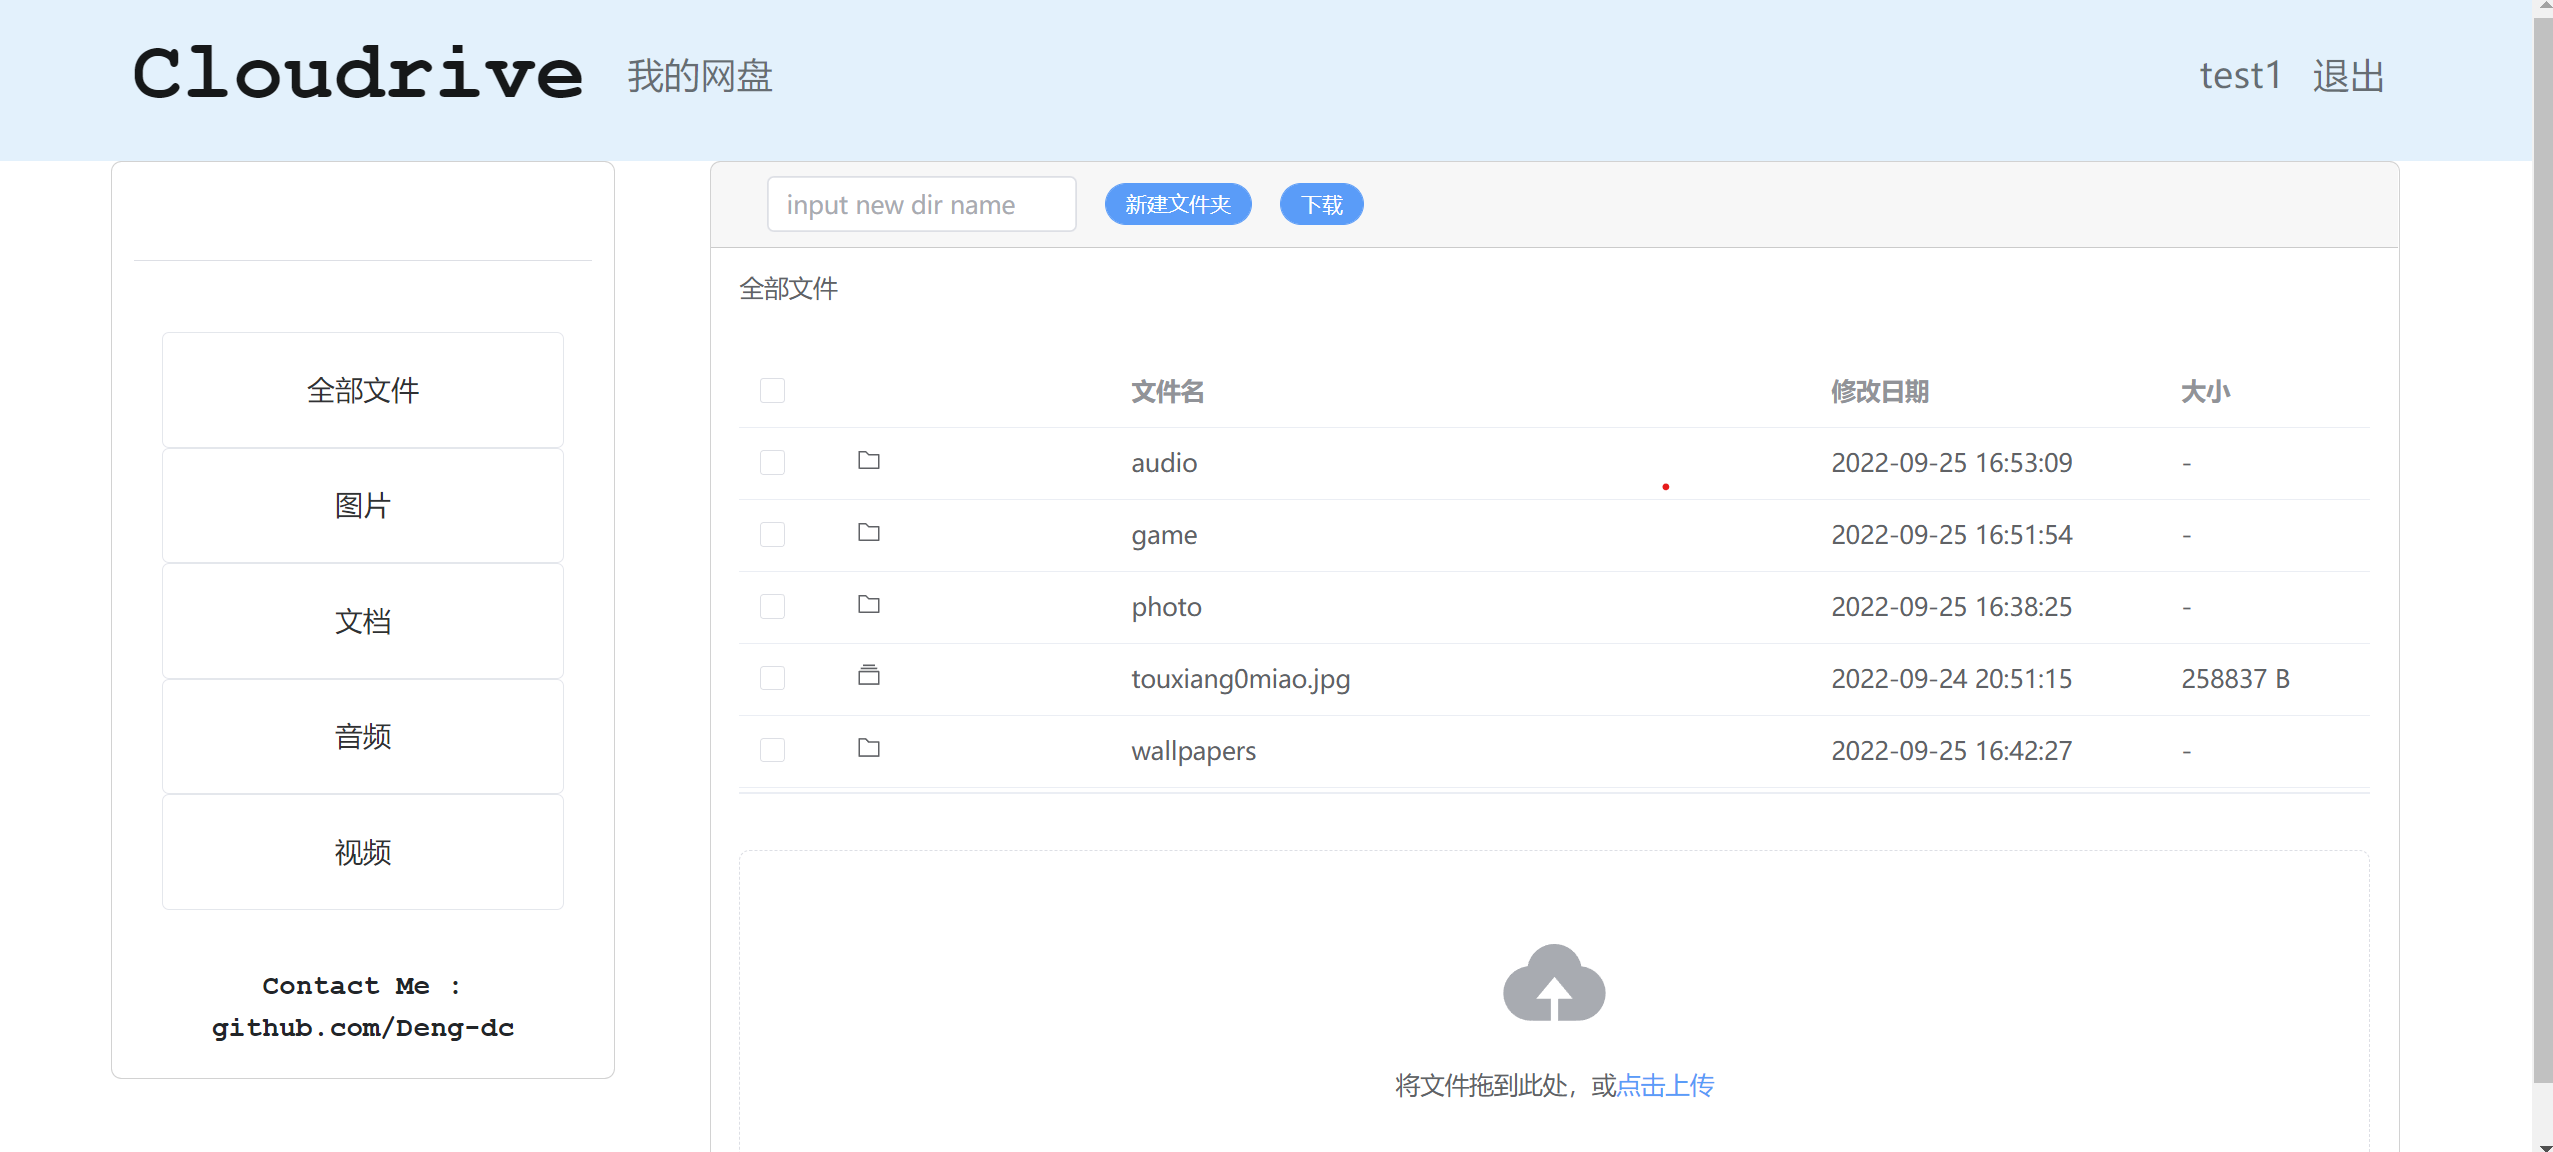 Cloudrive 我的网盘 test1 退出
全部文件
图片
文档
音频
视频
Contact Me :
github.com/Deng-dc
input new dir name 新建文件夹 下载
全部文件
文件名 修改日期 大小
audio 2022-09-25 16:53:09 -
game 2022-09-25 16:51:54 -
photo 2022-09-25 16:38:25 -
touxiang0miao.jpg 2022-09-24 20:51:15 258837 B
wallpapers 2022-09-25 16:42:27 -
将文件拖到此处，或点击上传